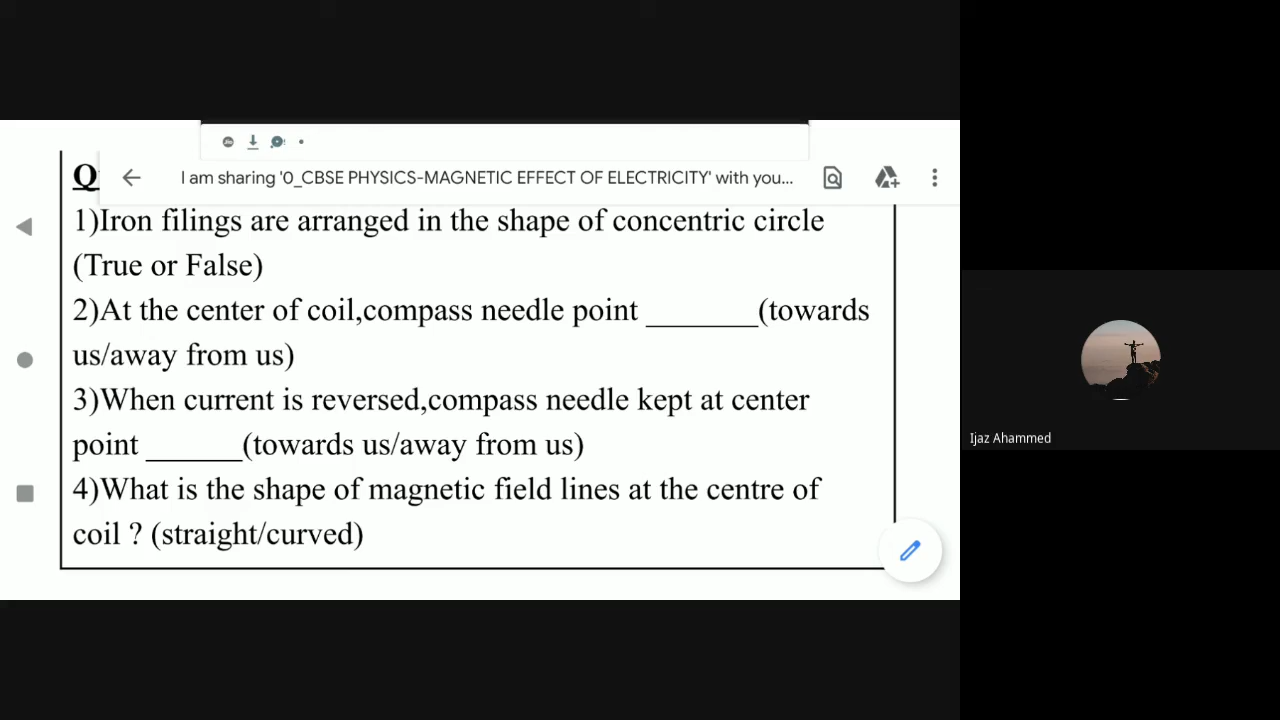 Q
I am sharing '0_CBSE PHYSICS-MAGNETIC EFFECT OF ELECTRICITY' with you...
1)Iron filings are arranged in the shape of concentric circle
(True or False)
2)At the center of coil,compass needle point _______(towards
us/away from us)
3)When current is reversed,compass needle kept at center
point ______(towards us/away from us)
4)What is the shape of magnetic field lines at the centre of
coil ? (straight/curved)
Ijaz Ahammed